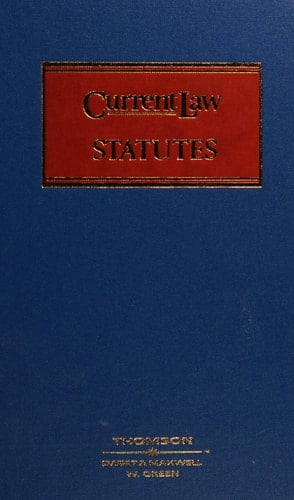 Current Law
STATUTES
THOMSON
SWEET & MAXWELL
W. GREEN